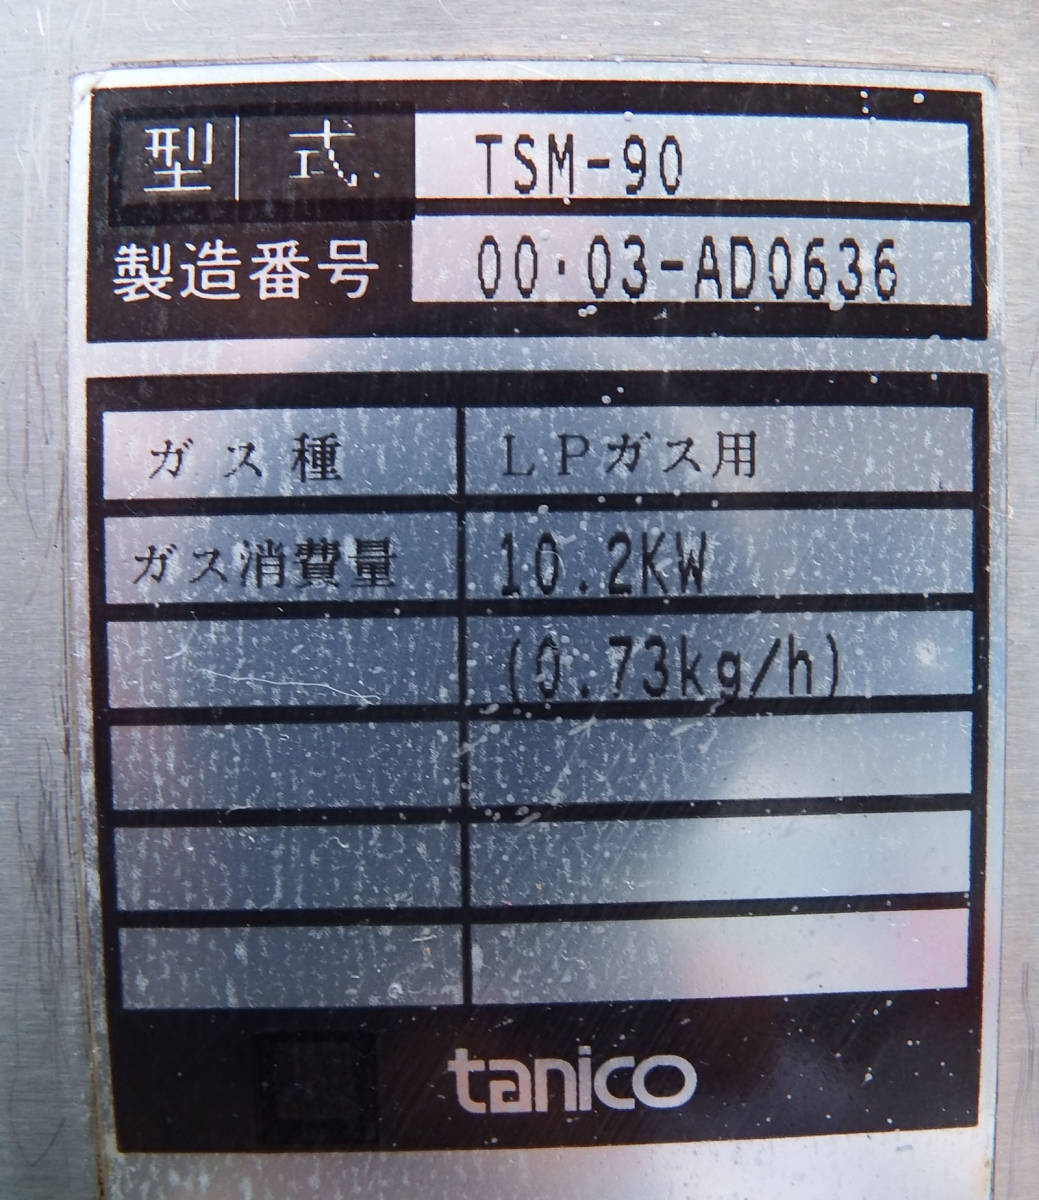 型式 TSM-90
製造番号 00・03-AD0636
ガス種 LPガス用
ガス消費量 10.2KW
(0.73kg/h)
tanico